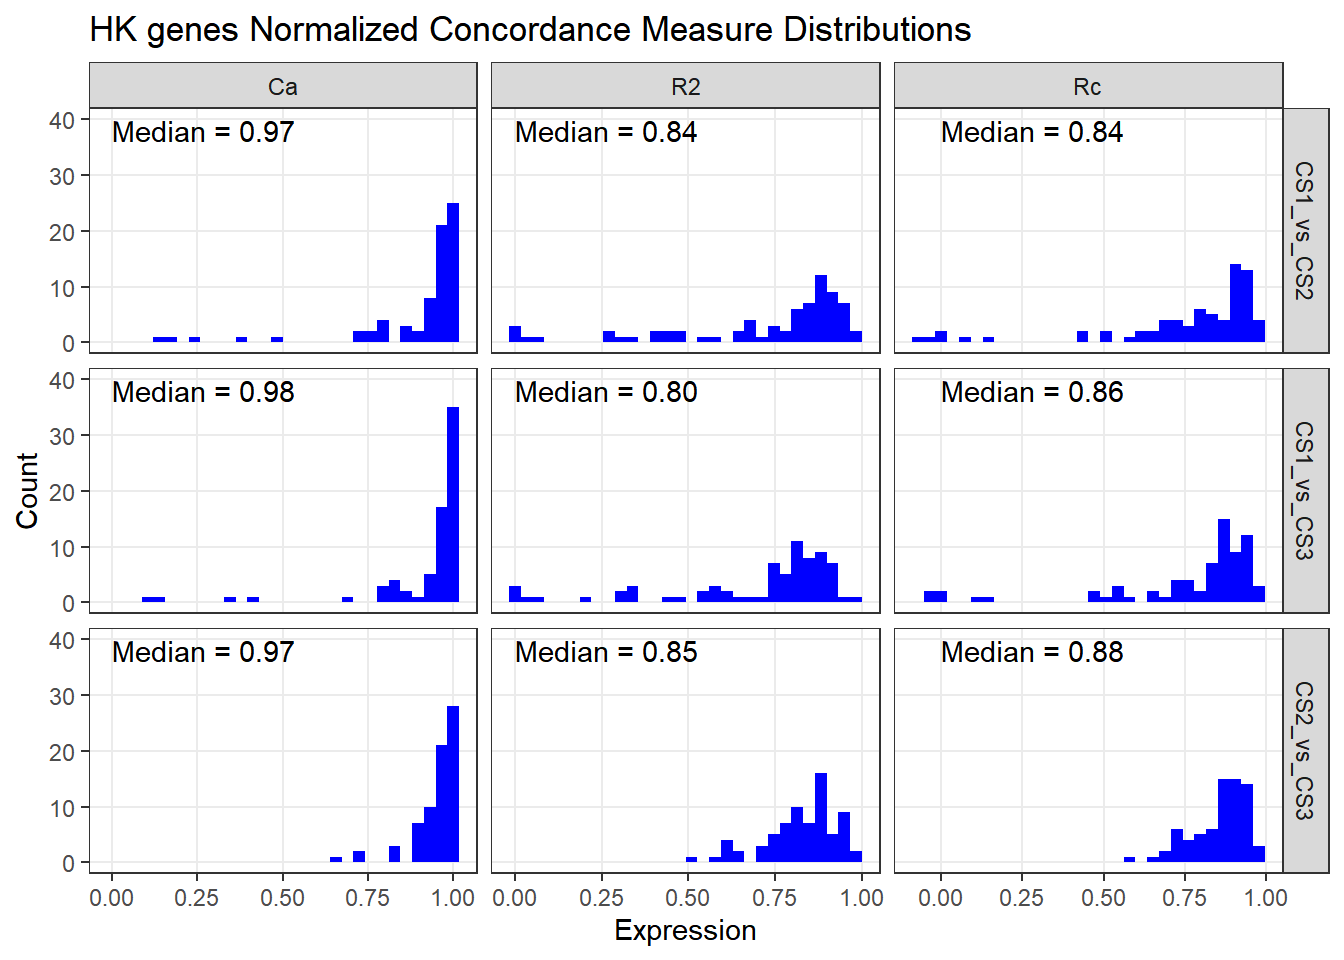 HK genes Normalized Concordance Measure Distributions
Ca R2 Rc
Median = 0.97 Median = 0.84 Median = 0.84
CS1_vs_CS2
40
30
20
10
0
Median = 0.98 Median = 0.80 Median = 0.86
CS1_vs_CS3
40
30
20
10
0
Count
Median = 0.97 Median = 0.85 Median = 0.88
CS2_vs_CS3
40
30
20
10
0
0.00 0.25 0.50 0.75 1.00 0.00 0.25 0.50 0.75 1.00 0.00 0.25 0.50 0.75 1.00
Expression